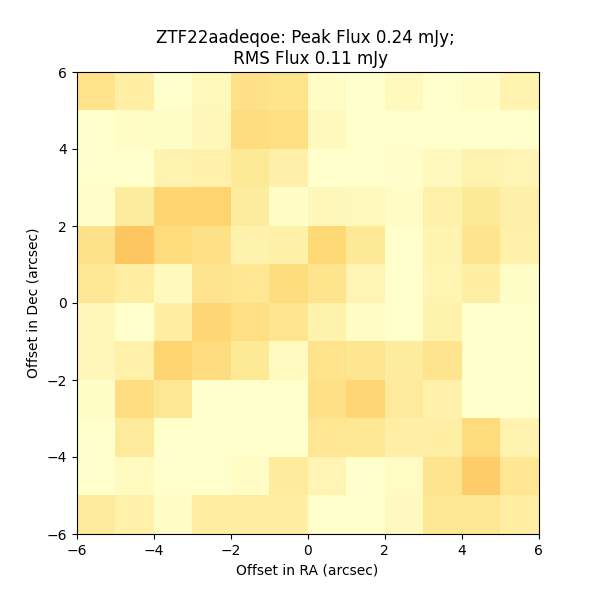 ZTF22aadeqoe: Peak Flux 0.24 mJy;
RMS Flux 0.11 mJy
6
4
2
0
−2
−4
−6
Offset in Dec (arcsec)
−6 −4 −2 0 2 4 6
Offset in RA (arcsec)